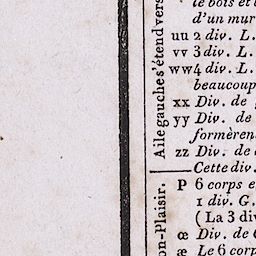 le bois et
d'un mur
uu 2 div. L.
vv 3 div. L.
ww 4 div. L.
beaucoup
xx Div. de
yy Div. de
formèren
zz Div. de
Cette div.
Aile gauche s'étend vers
P 6 corps e
1 div. G.
( La 3 div
œ Div. de
æ Le 6 corp
on-Plaisir.